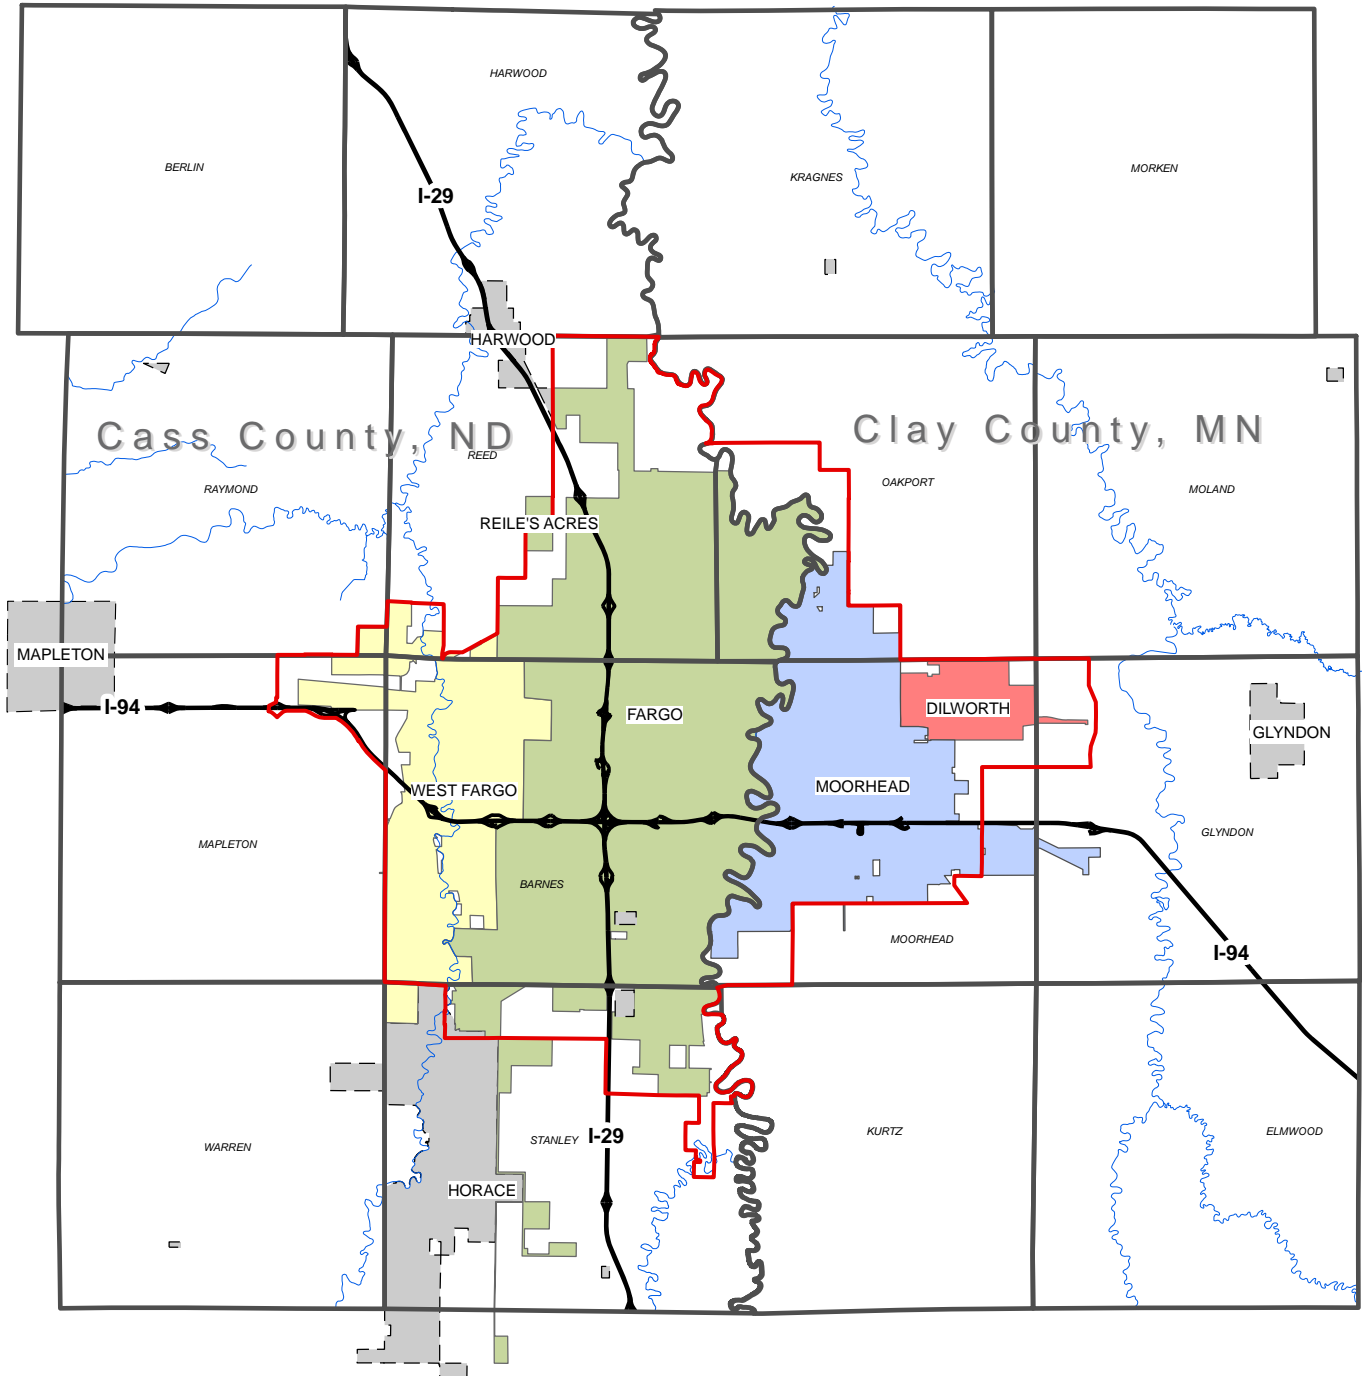 HARWOOD
BERLIN
KRAGNES
MORKEN
I-29
HARWOOD
Cass County, ND
Clay County, MN
REED
RAYMOND
OAKPORT
MOLAND
REILE'S ACRES
MAPLETON
I-94
FARGO
DILWORTH
GLYNDON
WEST FARGO
MOORHEAD
MAPLETON
GLYNDON
BARNES
MOORHEAD
I-94
WARREN
STANLEY
I-29
KURTZ
ELMWOOD
HORACE